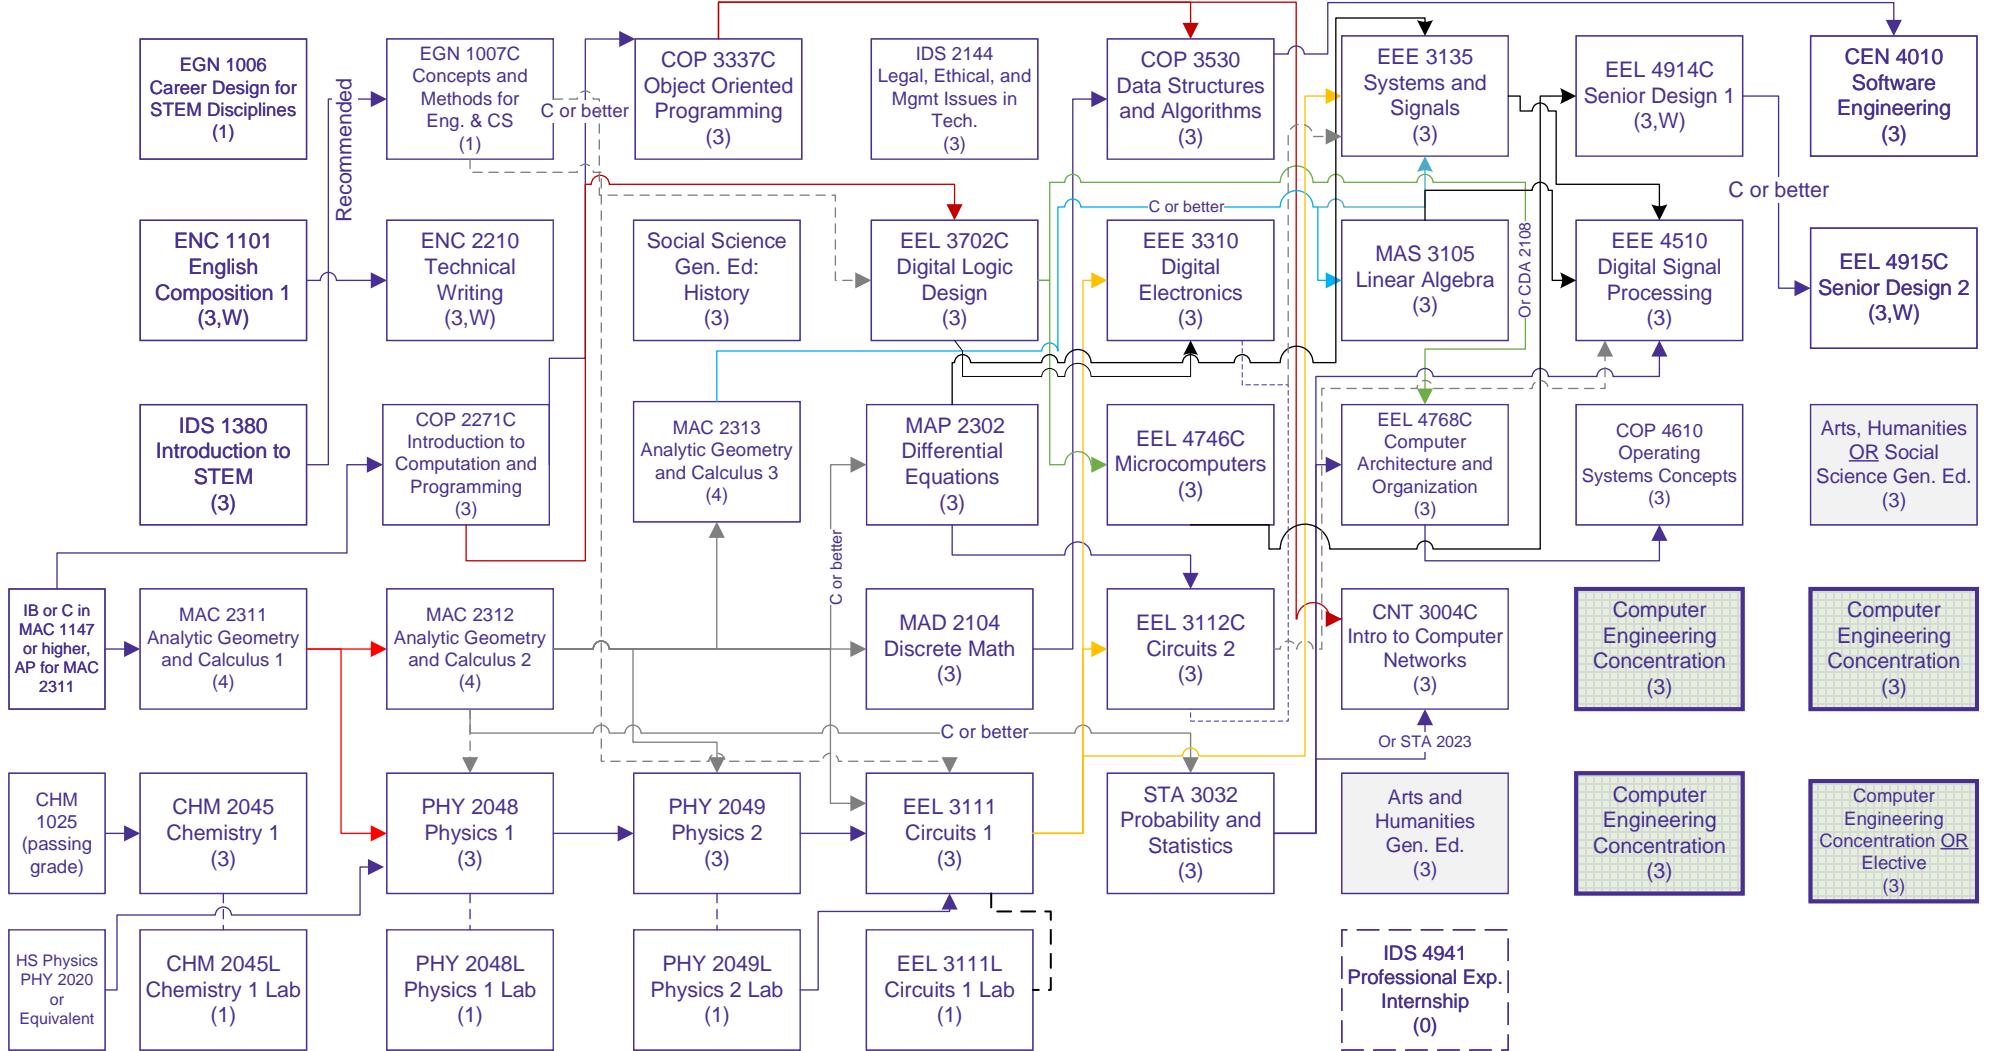 EGN 1006
Career Design for
STEM Disciplines
(1)
Recommended
EGN 1007C
Concepts and
Methods for
Eng. & CS
(1)
C or better
COP 3337C
Object Oriented
Programming
(3)
IDS 2144
Legal, Ethical, and
Mgmt Issues in
Tech.
(3)
COP 3530
Data Structures
and Algorithms
(3)
EEE 3135
Systems and
Signals
(3)
EEL 4914C
Senior Design 1
(3,W)
C or better
CEN 4010
Software
Engineering
(3)
ENC 1101
English
Composition 1
(3,W)
ENC 2210
Technical
Writing
(3,W)
Social Science
Gen. Ed:
History
(3)
EEL 3702C
Digital Logic
Design
(3)
C or better
EEE 3310
Digital
Electronics
(3)
MAS 3105
Linear Algebra
(3)
Or CDA 2108
EEE 4510
Digital Signal
Processing
(3)
EEL 4915C
Senior Design 2
(3,W)
IDS 1380
Introduction to
STEM
(3)
COP 2271C
Introduction to
Computation and
Programming
(3)
MAC 2313
Analytic Geometry
and Calculus 3
(4)
C or better
MAP 2302
Differential
Equations
(3)
EEL 4746C
Microcomputers
(3)
EEL 4768C
Computer
Architecture and
Organization
(3)
COP 4610
Operating
Systems Concepts
(3)
Arts, Humanities
OR Social
Science Gen. Ed.
(3)
IB or C in
MAC 1147
or higher,
AP for MAC
2311
MAC 2311
Analytic Geometry
and Calculus 1
(4)
MAC 2312
Analytic Geometry
and Calculus 2
(4)
MAD 2104
Discrete Math
(3)
EEL 3112C
Circuits 2
(3)
CNT 3004C
Intro to Computer
Networks
(3)
Computer
Engineering
Concentration
(3)
Computer
Engineering
Concentration
(3)
C or better
Or STA 2023
CHM
1025
(passing
grade)
CHM 2045
Chemistry 1
(3)
PHY 2048
Physics 1
(3)
PHY 2049
Physics 2
(3)
EEL 3111
Circuits 1
(3)
STA 3032
Probability and
Statistics
(3)
Arts and
Humanities
Gen. Ed.
(3)
Computer
Engineering
Concentration
(3)
Computer
Engineering
Concentration OR
Elective
(3)
HS Physics
PHY 2020
or
Equivalent
CHM 2045L
Chemistry 1 Lab
(1)
PHY 2048L
Physics 1 Lab
(1)
PHY 2049L
Physics 2 Lab
(1)
EEL 3111L
Circuits 1 Lab
(1)
IDS 4941
Professional Exp.
Internship
(0)